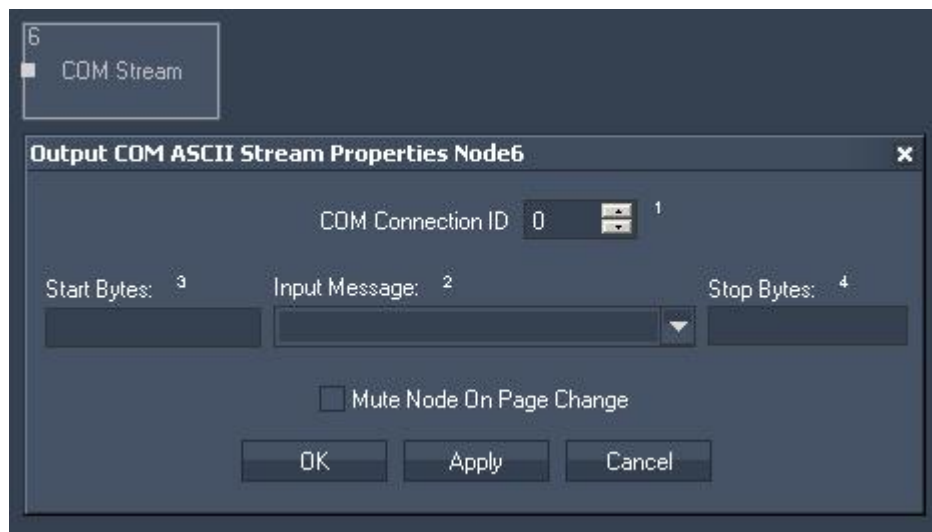 6
COM Stream
Output COM ASCII Stream Properties Node6
COM Connection ID 0 1
Start Bytes: 3 Input Message: 2 Stop Bytes: 4
Mute Node On Page Change
OK Apply Cancel